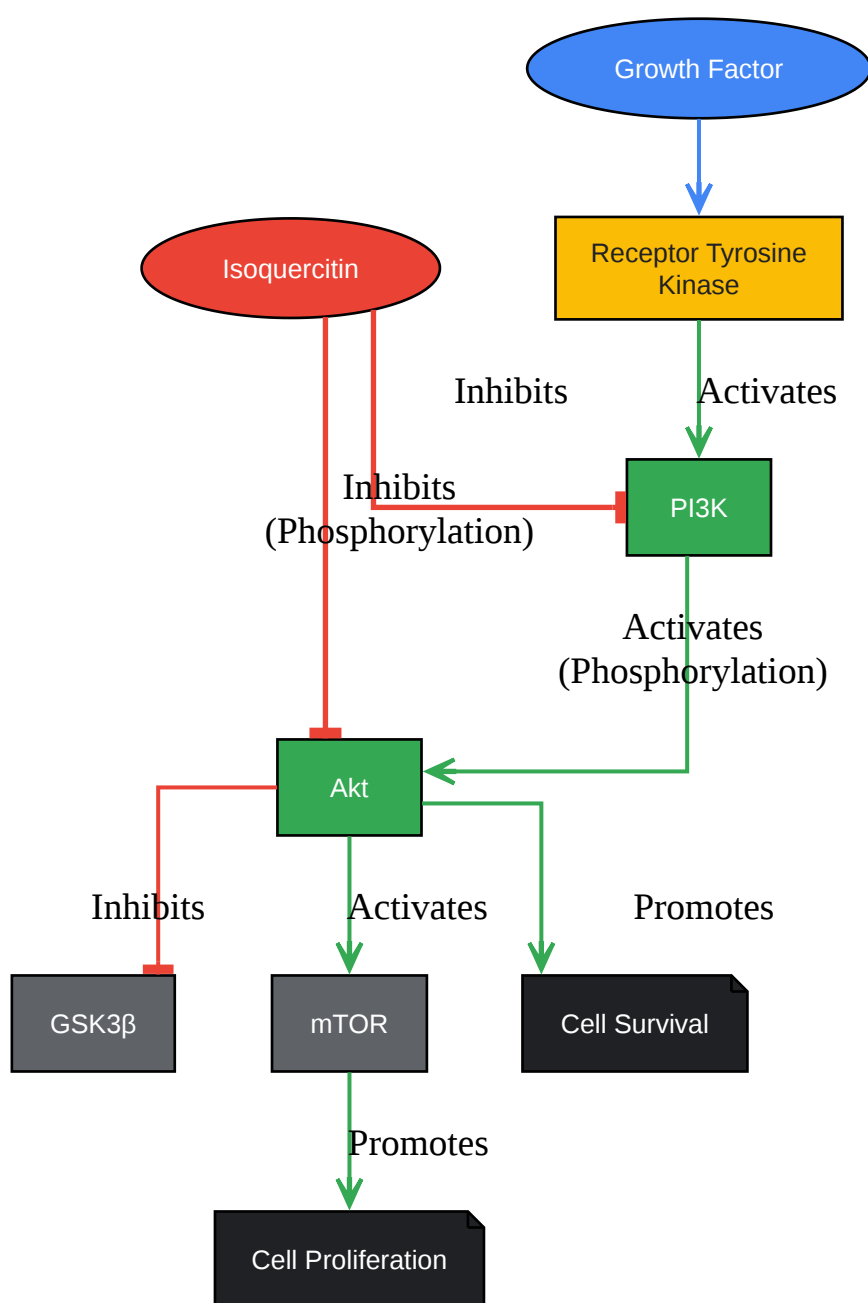 Growth Factor
Isoquercitin
Receptor Tyrosine
Kinase
Inhibits
Activates
Inhibits
(Phosphorylation)
PI3K
Activates
(Phosphorylation)
Akt
Inhibits
Activates
Promotes
GSK3β
mTOR
Cell Survival
Promotes
Cell Proliferation